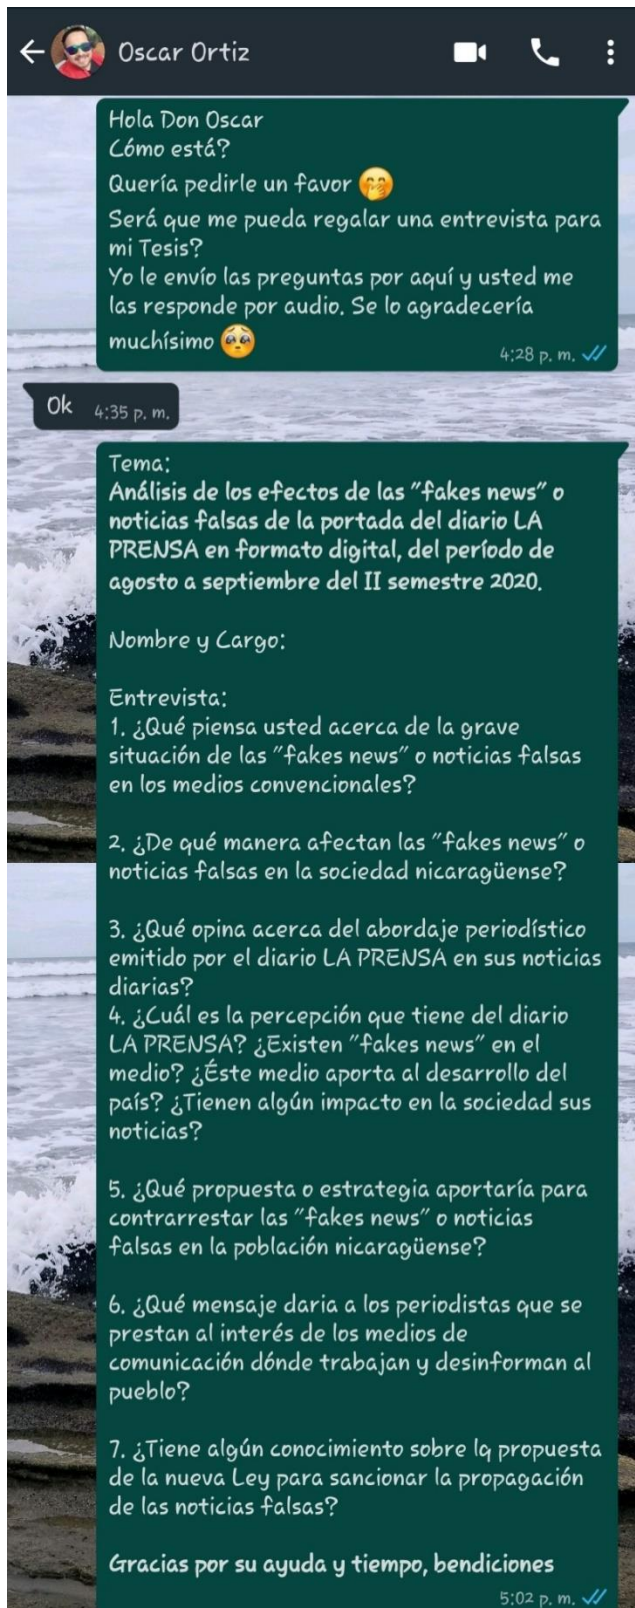 Oscar Ortiz
Hola Don Oscar
Cómo está?
Quería pedirle un favor 🤭
Será que me pueda regalar una entrevista para
mi Tesis?
Yo le envío las preguntas por aquí y usted me
las responde por audio. Se lo agradecería
muchísimo 🥺
4:28 p. m.
Ok 4:35 p. m.
Tema:
Análisis de los efectos de las "fakes news" o
noticias falsas de la portada del diario LA
PRENSA en formato digital, del período de
agosto a septiembre del II semestre 2020.
Nombre y Cargo:
Entrevista:
1. ¿Qué piensa usted acerca de la grave
situación de las "fakes news" o noticias falsas
en los medios convencionales?
2. ¿De qué manera afectan las "fakes news" o
noticias falsas en la sociedad nicaragüense?
3. ¿Qué opina acerca del abordaje periodístico
emitido por el diario LA PRENSA en sus noticias
diarias?
4. ¿Cuál es la percepción que tiene del diario
LA PRENSA? ¿Existen "fakes news" en el
medio? ¿Éste medio aporta al desarrollo del
país? ¿Tienen algún impacto en la sociedad sus
noticias?
5. ¿Qué propuesta o estrategia aportaría para
contrarrestar las "fakes news" o noticias
falsas en la población nicaragüense?
6. ¿Qué mensaje daria a los periodistas que se
prestan al interés de los medios de
comunicación dónde trabajan y desinforman al
pueblo?
7. ¿Tiene algún conocimiento sobre lq propuesta
de la nueva Ley para sancionar la propagación
de las noticias falsas?
Gracias por su ayuda y tiempo, bendiciones
5:02 p. m.